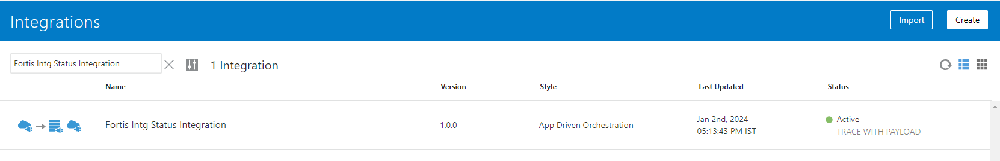 Integrations
Import
Create
Fortis Intg Status Integration
1 Integration
Name
Version
Style
Last Updated
Status
Fortis Intg Status Integration
1.0.0
App Driven Orchestration
Jan 2nd, 2024
05:13:43 PM IST
Active
TRACE WITH PAYLOAD